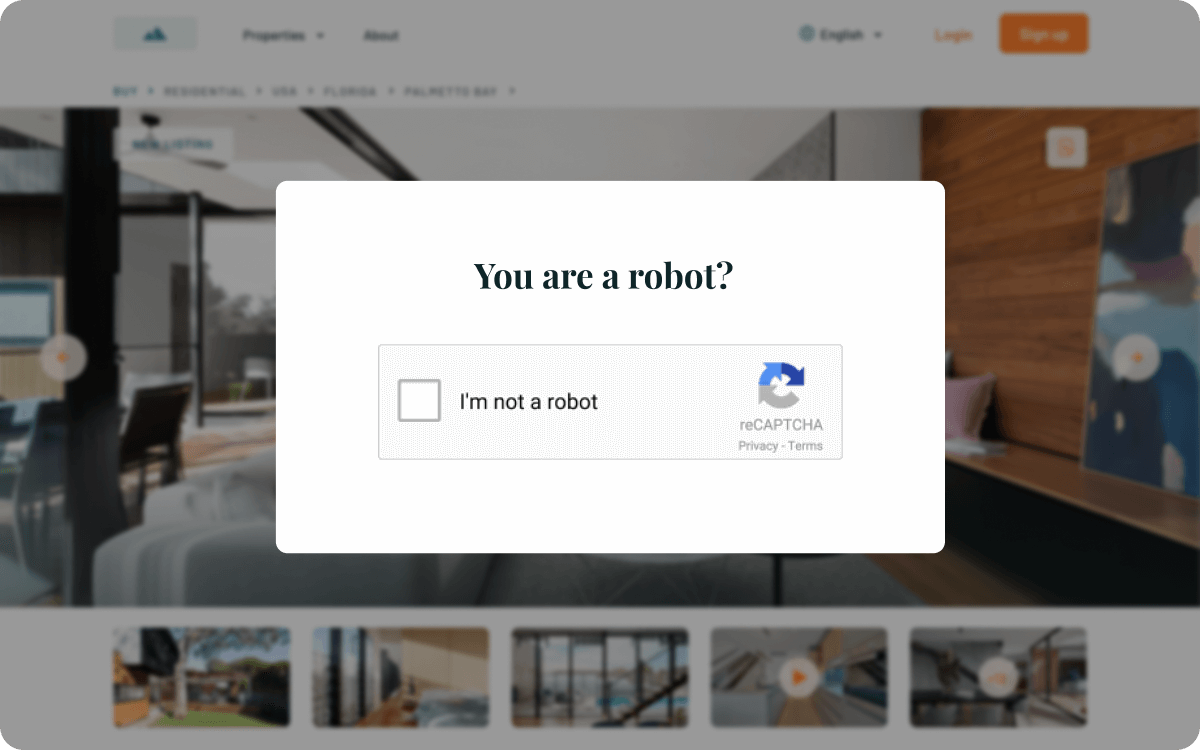 Properties
About
English
Login
Sign up
BUY
RESIDENTIAL
USA
FLORIDA
PALMETTO BAY
NEW LISTING
You are a robot?
I'm not a robot
reCAPTCHA
Privacy - Terms